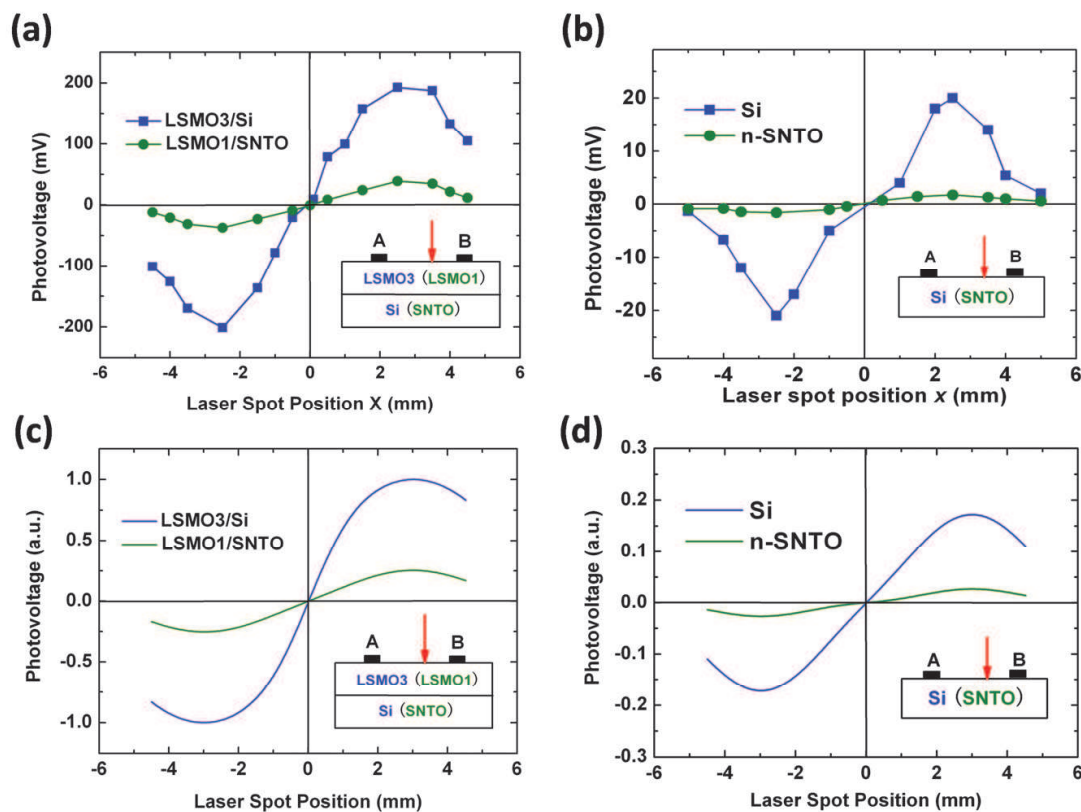 (a)
Photovoltage (mV)
200
100
0
-100
-200
LSMO3/Si
LSMO1/SNTO
A B
LSMO3 (LSMO1)
Si (SNTO)
-6 -4 -2 0 2 4 6
Laser Spot Position X (mm)
(b)
Photovoltage (mV)
20
10
0
-10
-20
Si
n-SNTO
A B
Si (SNTO)
-6 -4 -2 0 2 4 6
Laser spot position x (mm)
(c)
Photovoltage (a.u.)
1.0
0.5
0.0
-0.5
-1.0
LSMO3/Si
LSMO1/SNTO
A B
LSMO3 (LSMO1)
Si (SNTO)
-6 -4 -2 0 2 4 6
Laser Spot Position (mm)
(d)
Photovoltage (a.u.)
0.3
0.2
0.1
0.0
-0.1
-0.2
-0.3
Si
n-SNTO
A B
Si (SNTO)
-6 -4 -2 0 2 4 6
Laser Spot Position (mm)